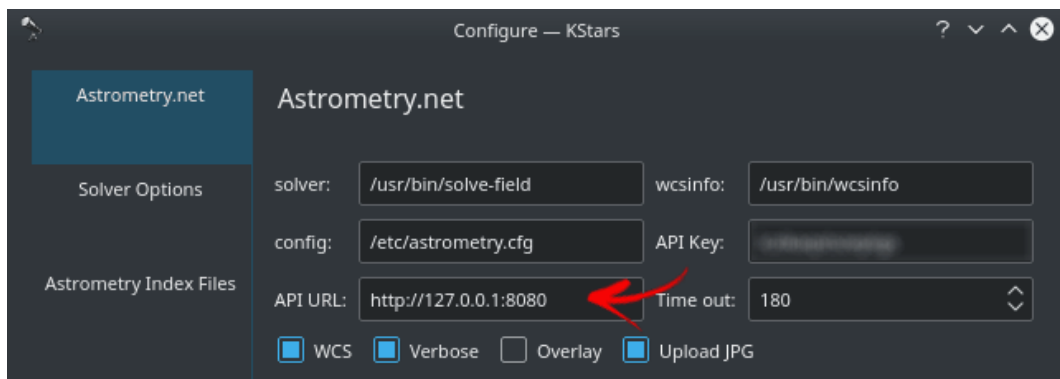 Configure — KStars
?
Astrometry.net
Solver Options
Astrometry Index Files
Astrometry.net
solver: /usr/bin/solve-field wcsinfo: /usr/bin/wcsinfo
config: /etc/astrometry.cfg API Key:
API URL: http://127.0.0.1:8080 Time out: 180
WCS Verbose Overlay Upload JPG